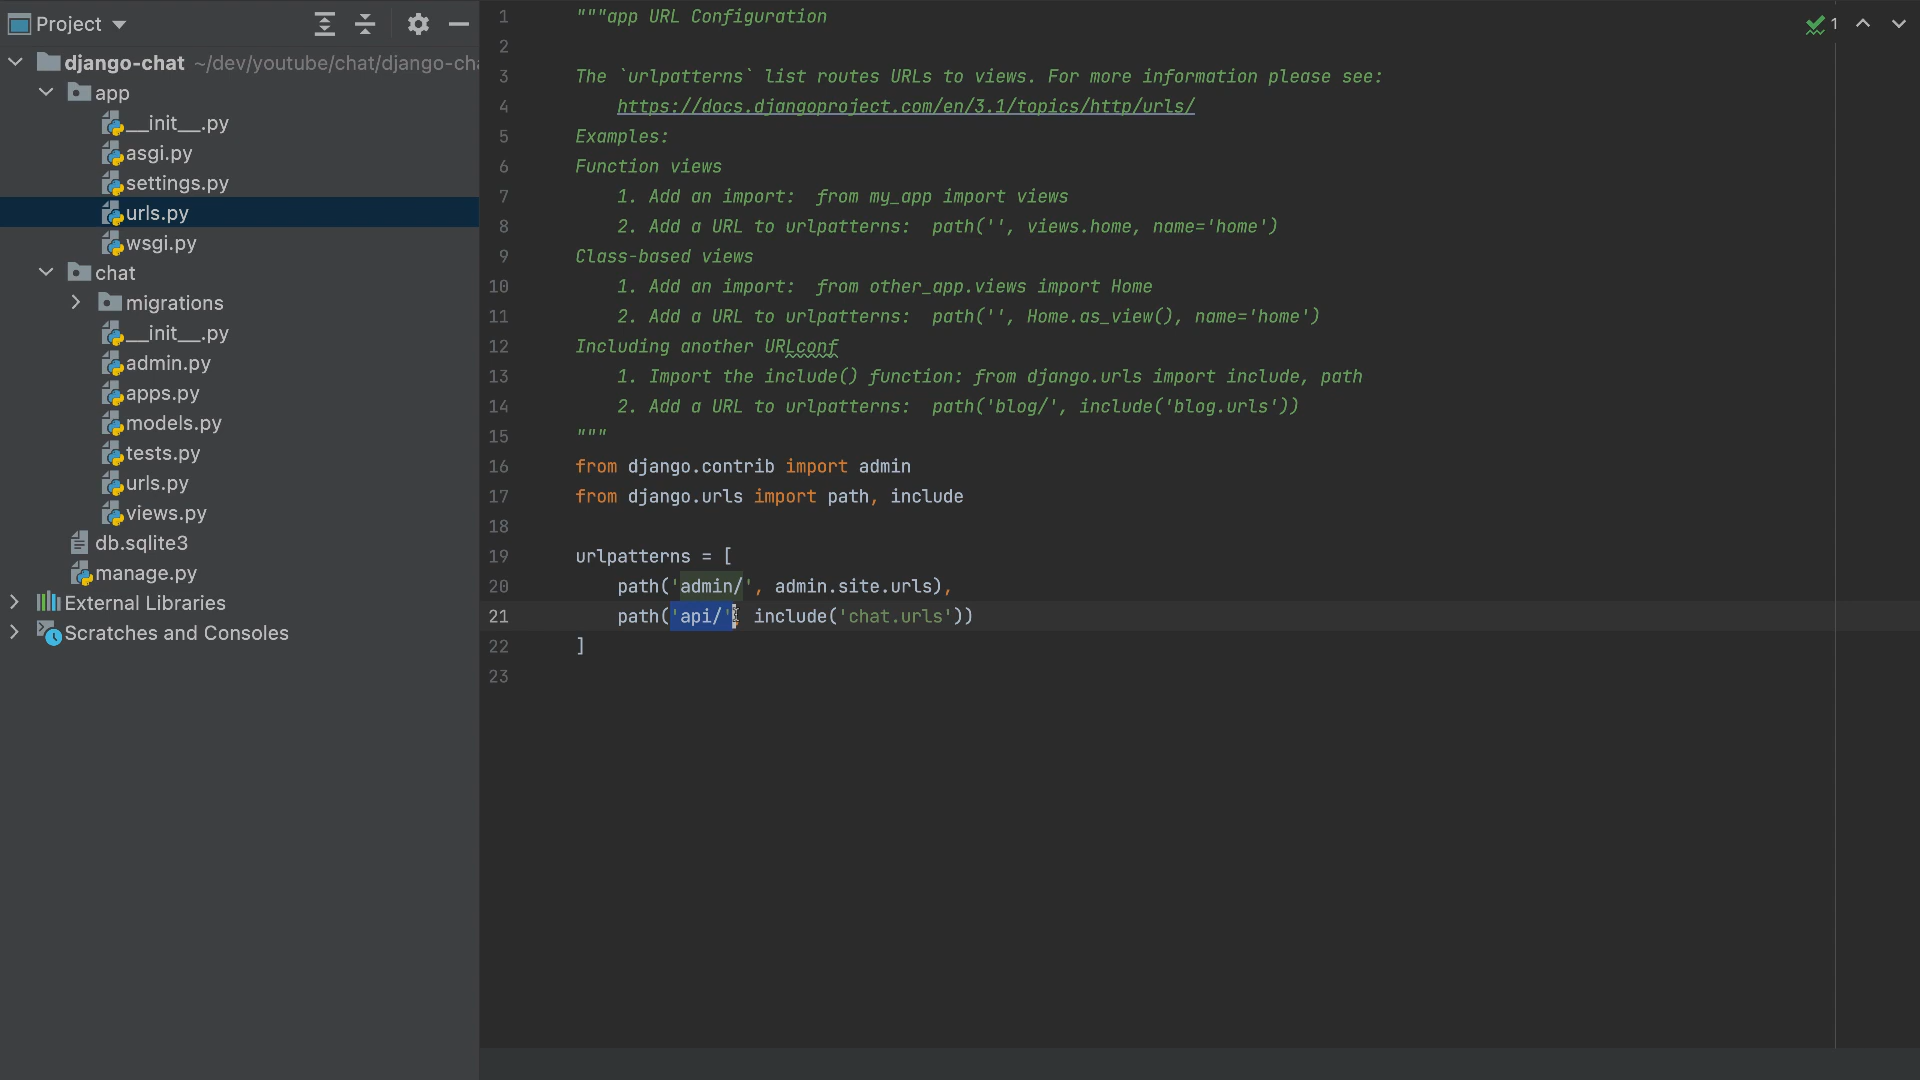 Project
django-chat ~/dev/youtube/chat/django-cha
app
__init__.py
asgi.py
settings.py
urls.py
wsgi.py
chat
migrations
__init__.py
admin.py
apps.py
models.py
tests.py
urls.py
views.py
db.sqlite3
manage.py
External Libraries
Scratches and Consoles
1 """app URL Configuration
2
3 The `urlpatterns` list routes URLs to views. For more information please see:
4 https://docs.djangoproject.com/en/3.1/topics/http/urls/
5 Examples:
6 Function views
7 1. Add an import:  from my_app import views
8 2. Add a URL to urlpatterns:  path('', views.home, name='home')
9 Class-based views
10 1. Add an import:  from other_app.views import Home
11 2. Add a URL to urlpatterns:  path('', Home.as_view(), name='home')
12 Including another URLconf
13 1. Import the include() function: from django.urls import include, path
14 2. Add a URL to urlpatterns:  path('blog/', include('blog.urls'))
15 """
16 from django.contrib import admin
17 from django.urls import path, include
18
19 urlpatterns = [
20 path('admin/', admin.site.urls),
21 path('api/', include('chat.urls'))
22 ]
23
1